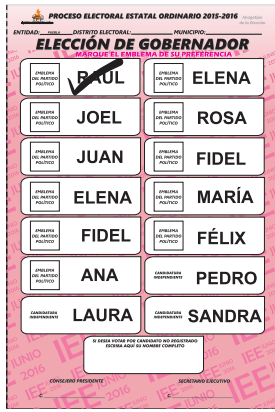 PROCESO ELECTORAL ESTATAL ORDINARIO 2015-2016
ENTIDAD: PUEBLA DISTRITO ELECTORAL: MUNICIPIO:
ELECCIÓN DE GOBERNADOR
MARQUE EL EMBLEMA DE SU PREFERENCIA
EMBLEMA DEL PARTIDO POLÍTICO RAÚL
EMBLEMA DEL PARTIDO POLÍTICO ELENA
EMBLEMA DEL PARTIDO POLÍTICO JOEL
EMBLEMA DEL PARTIDO POLÍTICO ROSA
EMBLEMA DEL PARTIDO POLÍTICO JUAN
EMBLEMA DEL PARTIDO POLÍTICO FIDEL
EMBLEMA DEL PARTIDO POLÍTICO ELENA
EMBLEMA DEL PARTIDO POLÍTICO MARÍA
EMBLEMA DEL PARTIDO POLÍTICO FIDEL
EMBLEMA DEL PARTIDO POLÍTICO FÉLIX
EMBLEMA DEL PARTIDO POLÍTICO ANA
CANDIDATURA INDEPENDIENTE PEDRO
CANDIDATURA INDEPENDIENTE LAURA
CANDIDATURA INDEPENDIENTE SANDRA
SI DESEA VOTAR POR CANDIDATO NO REGISTRADO
ESCRIBA AQUÍ SU NOMBRE COMPLETO
CONSEJERO PRESIDENTE SECRETARIO EJECUTIVO
C. C.